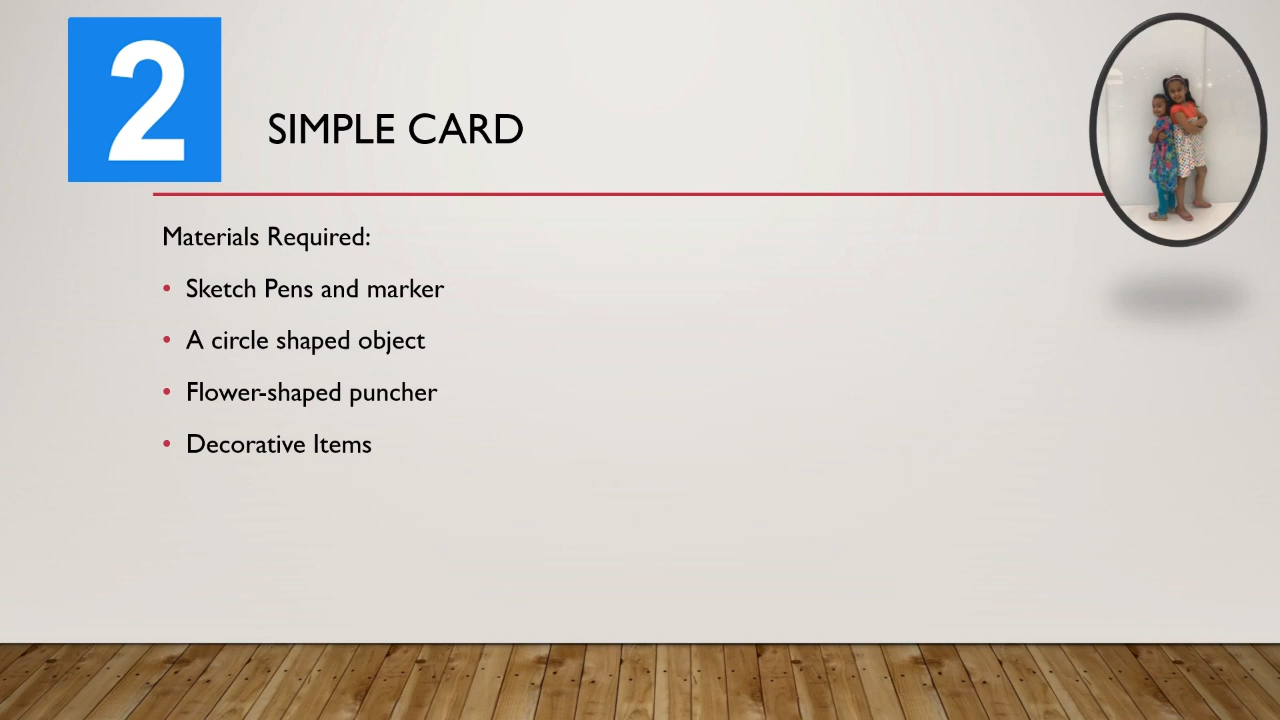 2
SIMPLE CARD
Materials Required:
• Sketch Pens and marker
• A circle shaped object
• Flower-shaped puncher
• Decorative Items